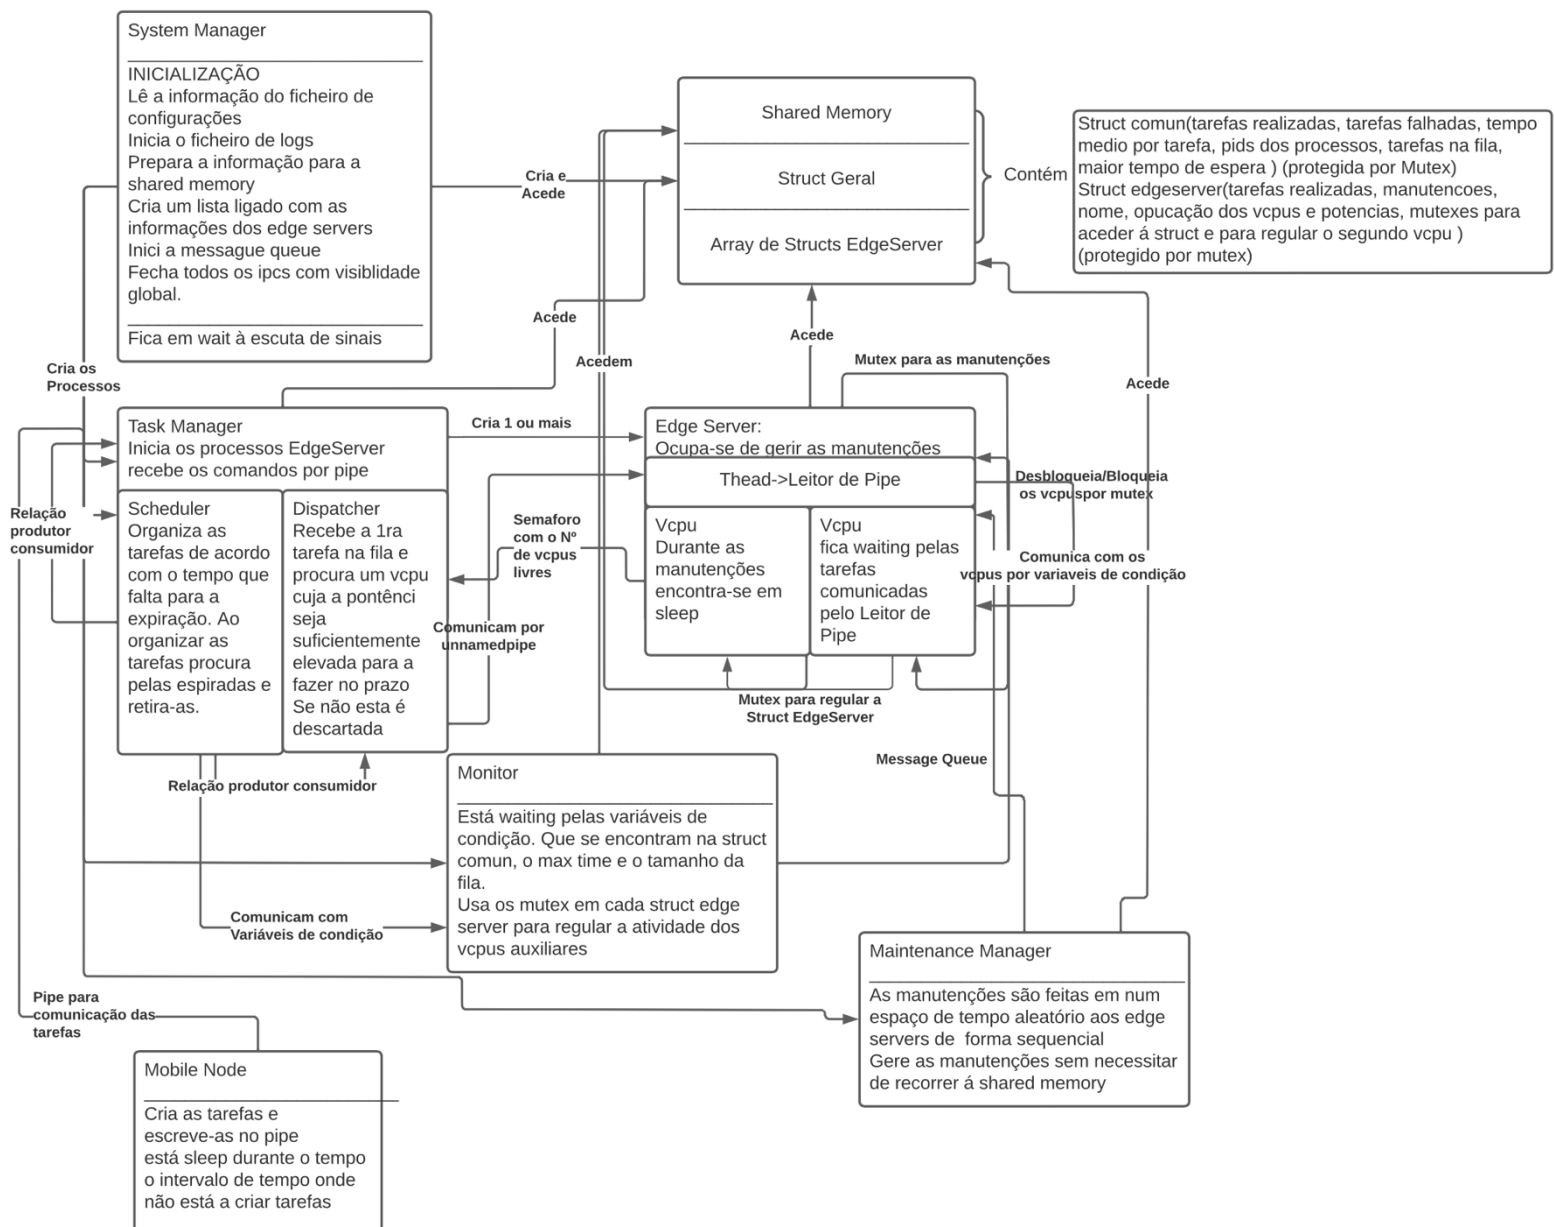 System Manager
INICIALIZAÇÃO
Lê a informação do ficheiro de
configurações
Inicia o ficheiro de logs
Prepara a informação para a
shared memory
Cria um lista ligado com as
informações dos edge servers
Inici a messague queue
Fecha todos os ipcs com visiblidade
global.
Fica em wait à escuta de sinais
Shared Memory
Struct Geral
Array de Structs EdgeServer
Contém
Struct comun(tarefas realizadas, tarefas falhadas, tempo
medio por tarefa, pids dos processos, tarefas na fila,
maior tempo de espera ) (protegida por Mutex)
Struct edgeserver(tarefas realizadas, manutencoes,
nome, opucação dos vcpus e potencias, mutexes para
aceder á struct e para regular o segundo vcpu )
(protegido por mutex)
Cria e
Acede
Acede
Acedem
Acede
Mutex para as manutenções
Acede
Cria os
Processos
Task Manager
Inicia os processos EdgeServer
recebe os comandos por pipe
Cria 1 ou mais
Edge Server:
Ocupa-se de gerir as manutenções
Thead->Leitor de Pipe
Desbloqueia/Bloqueia
os vcpuspor mutex
Relação
produtor
consumidor
Scheduler
Organiza as
tarefas de acordo
com o tempo que
falta para a
expiração. Ao
organizar as
tarefas procura
pelas espiradas e
retira-as.
Dispatcher
Recebe a 1ra
tarefa na fila e
procura um vcpu
cuja a pontênci
seja
suficientemente
elevada para a
fazer no prazo
Se não esta é
descartada
Semaforo
com o Nº
de vcpus
livres
Vcpu
Durante as
manutenções
encontra-se em
sleep
Vcpu
fica waiting pelas
tarefas
comunicadas
pelo Leitor de
Pipe
Comunica com os
vcpus por variaveis de condição
Comunicam por
unnamedpipe
Mutex para regular a
Struct EdgeServer
Message Queue
Relação produtor consumidor
Monitor
Está waiting pelas variáveis de
condição. Que se encontram na struct
comun, o max time e o tamanho da
fila.
Usa os mutex em cada struct edge
server para regular a atividade dos
vcpus auxiliares
Comunicam com
Variáveis de condição
Maintenance Manager
As manutenções são feitas em num
espaço de tempo aleatório aos edge
servers de  forma sequencial
Gere as manutenções sem necessitar
de recorrer á shared memory
Pipe para
comunicação das
tarefas
Mobile Node
Cria as tarefas e
escreve-as no pipe
está sleep durante o tempo
o intervalo de tempo onde
não está a criar tarefas